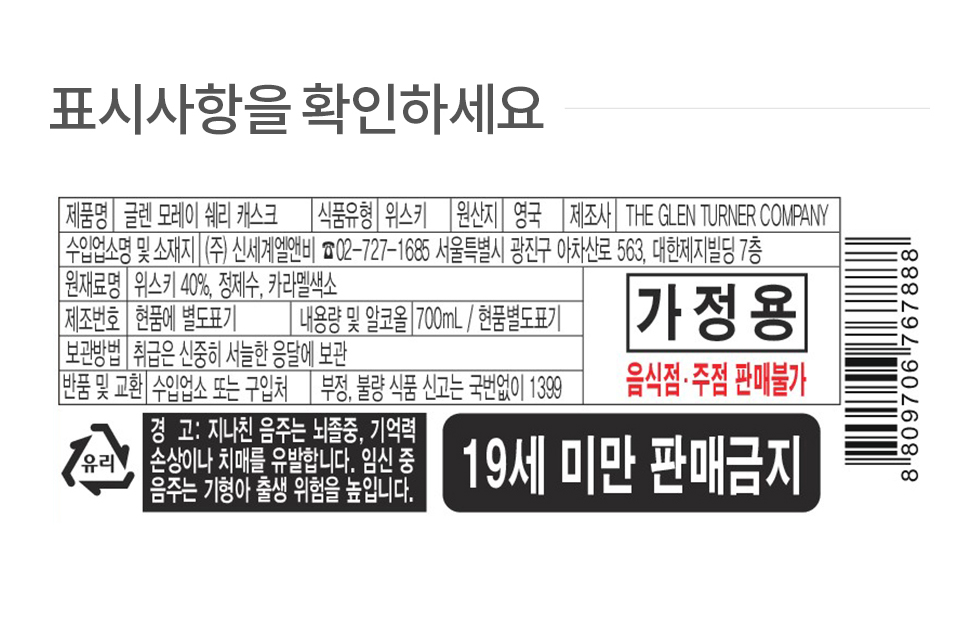 표시사항을 확인하세요
제품명 글렌 모레이 쉐리 캐스크 식품유형 위스키 원산지 영국 제조사 THE GLEN TURNER COMPANY
수입업소명 및 소재지 (주) 신세계엘앤비 ☎02-727-1685 서울특별시 광진구 아차산로 563, 대한제지빌딩 7층
원재료명 위스키 40%, 정제수, 카라멜색소
제조번호 현품에 별도표기 내용량 및 알코올 700mL / 현품별도표기
보관방법 취급은 신중히 서늘한 응달에 보관
반품 및 교환 수입업소 또는 구입처 부정, 불량 식품 신고는 국번없이 1399
가정용
음식점·주점 판매불가
유리
경 고: 지나친 음주는 뇌졸중, 기억력
손상이나 치매를 유발합니다. 임신 중
음주는 기형아 출생 위험을 높입니다.
19세 미만 판매금지
8 809706 767888